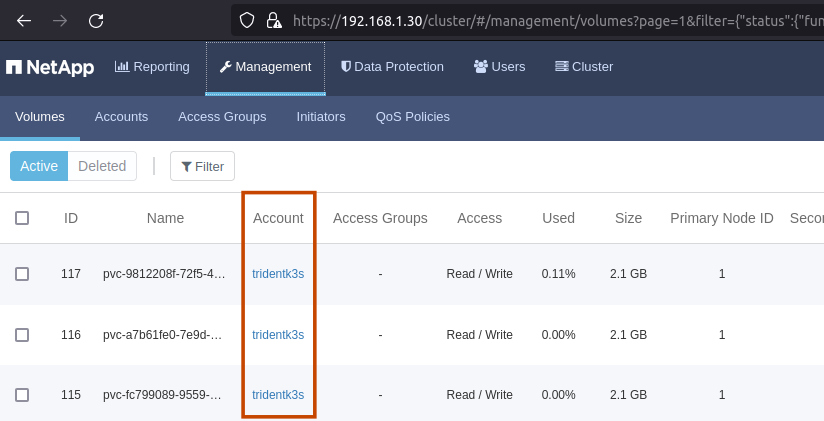 https://192.168.1.30/cluster/#/management/volumes?page=1&filter={"status":{"fun
NetApp Reporting Management Data Protection Users Cluster
Volumes Accounts Access Groups Initiators QoS Policies
Active Deleted Filter
ID Name Account Access Groups Access Used Size Primary Node ID Secon
117 pvc-9812208f-72f5-4… tridentk3s - Read / Write 0.11% 2.1 GB 1
116 pvc-a7b61fe0-7e9d-… tridentk3s - Read / Write 0.00% 2.1 GB 1
115 pvc-fc799089-9559-… tridentk3s - Read / Write 0.00% 2.1 GB 1